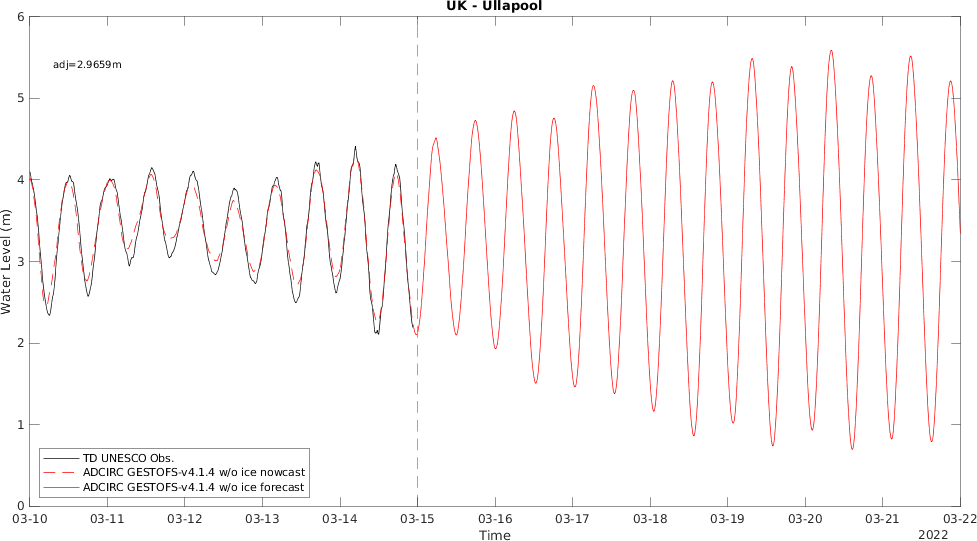 UK - Ullapool
adj=2.9659m
Water Level (m)
6
5
4
3
2
1
0
TD UNESCO Obs.
ADCIRC GESTOFS-v4.1.4 w/o ice nowcast
ADCIRC GESTOFS-v4.1.4 w/o ice forecast
03-10 03-11 03-12 03-13 03-14 03-15 03-16 03-17 03-18 03-19 03-20 03-21 03-22
Time
2022